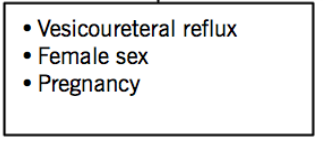 • Vesicoureteral reflux
• Female sex
• Pregnancy